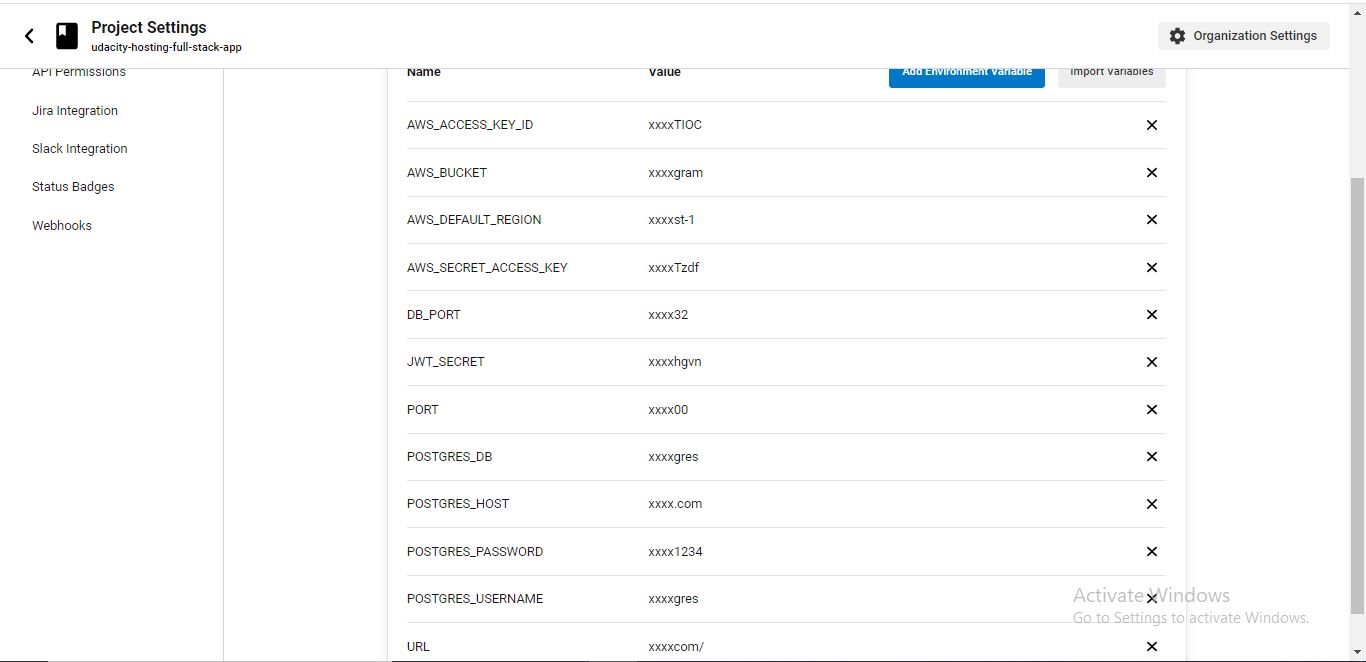 Project Settings
udacity-hosting-full-stack-app
Organization Settings
API Permissions
Jira Integration
Slack Integration
Status Badges
Webhooks
Name Value Add Environment Variable Import Variables
AWS_ACCESS_KEY_ID xxxxTIOC
AWS_BUCKET xxxxgram
AWS_DEFAULT_REGION xxxxst-1
AWS_SECRET_ACCESS_KEY xxxxTzdf
DB_PORT xxxx32
JWT_SECRET xxxxhgvn
PORT xxxx00
POSTGRES_DB xxxxgres
POSTGRES_HOST xxxx.com
POSTGRES_PASSWORD xxxx1234
POSTGRES_USERNAME xxxxgres
URL xxxxcom/
Activate Windows
Go to Settings to activate Windows.